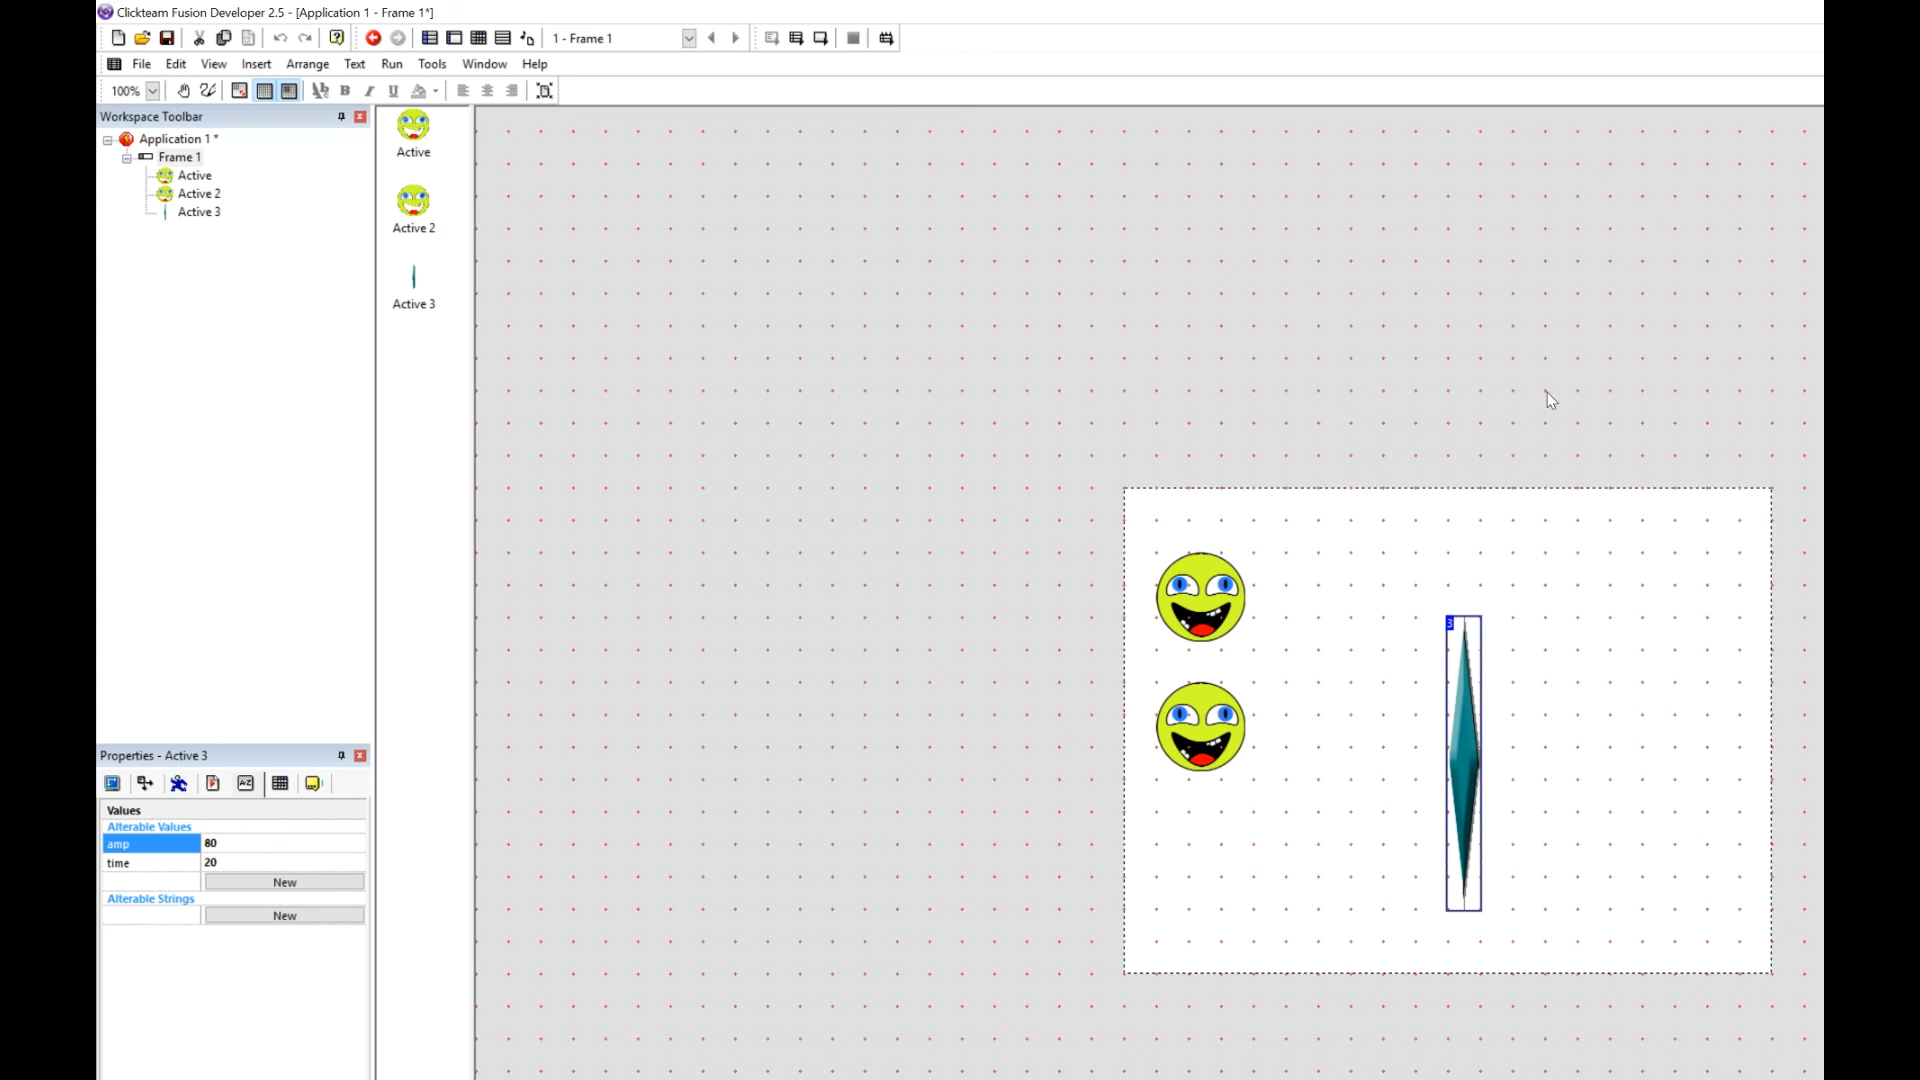 Clickteam Fusion Developer 2.5 - [Application 1 - Frame 1*]
1 - Frame 1
File Edit View Insert Arrange Text Run Tools Window Help
100%
Workspace Toolbar
Application 1 *
Frame 1
Active
Active 2
Active 3
Active
Active 2
Active 3
3
Properties - Active 3
Values
Alterable Values
amp 80
time 20
New
Alterable Strings
New